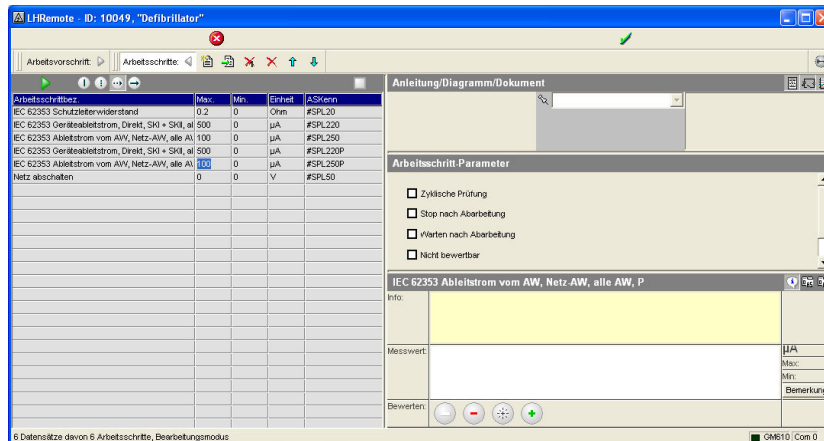 LHRemote - ID: 10049, "Defibrillator"
Arbeitsvorschrift: Arbeitsschritte:
Arbeitsschrittbez. Max. Min. Einheit ASKenn
IEC 62353 Schutzleiterwiderstand 0.2 0 Ohm #SPL20
IEC 62353 Geräteableitstrom, Direkt, SKI + SKII, al 500 0 µA #SPL220
IEC 62353 Ableitstrom vom AW, Netz-AW, alle AW 100 0 µA #SPL250
IEC 62353 Geräteableitstrom, Direkt, SKI + SKII, al 500 0 µA #SPL220P
IEC 62353 Ableitstrom vom AW, Netz-AW, alle AW 100 0 µA #SPL250P
Netz abschalten 0 0 V #SPL50
6 Datensätze davon 6 Arbeitsschritte, Bearbeitungsmodus
Anleitung/Diagramm/Dokument
Arbeitsschritt-Parameter
Zyklische Prüfung
Stop nach Abarbeitung
Warten nach Abarbeitung
Nicht bewertbar
IEC 62353 Ableitstrom vom AW, Netz-AW, alle AW, P
Info:
Messwert:
µA
Max:
Min:
Bemerkung
Bewerten:
GM610 Com 0